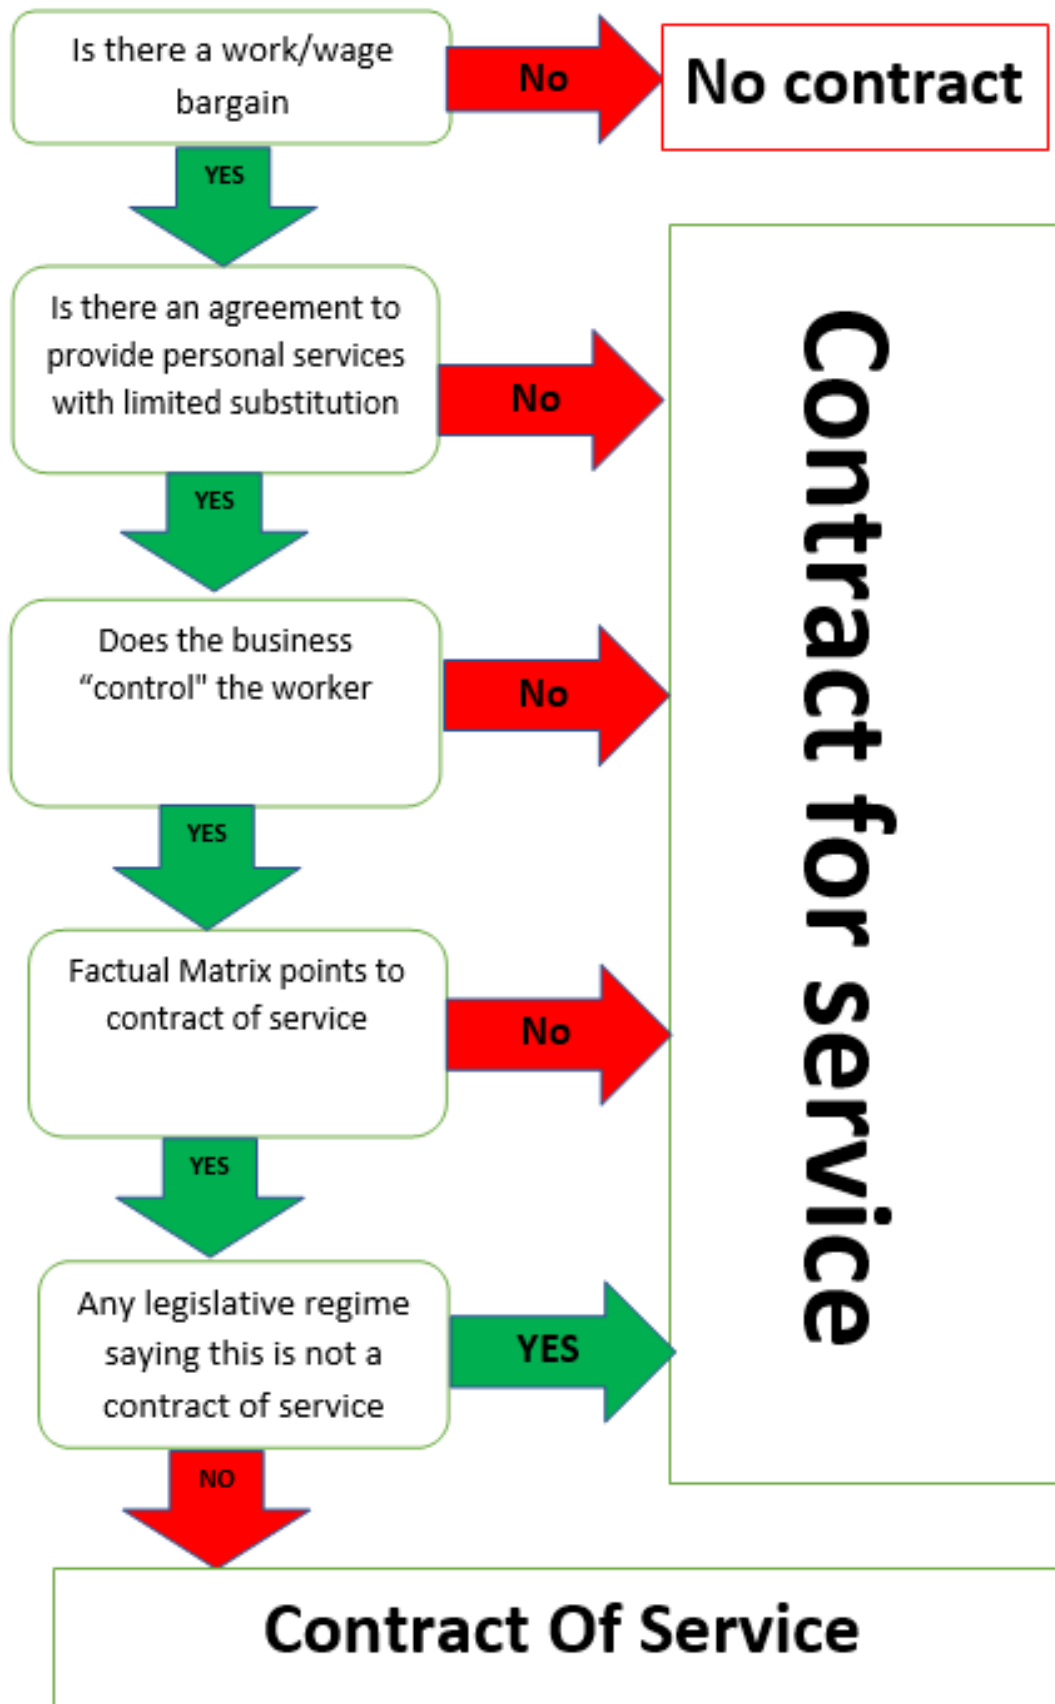 Is there a work/wage
bargain
No
No contract
YES
Is there an agreement to
provide personal services
with limited substitution
No
YES
Does the business
“control" the worker
No
YES
Factual Matrix points to
contract of service
No
YES
Any legislative regime
saying this is not a
contract of service
YES
NO
Contract for service
Contract Of Service